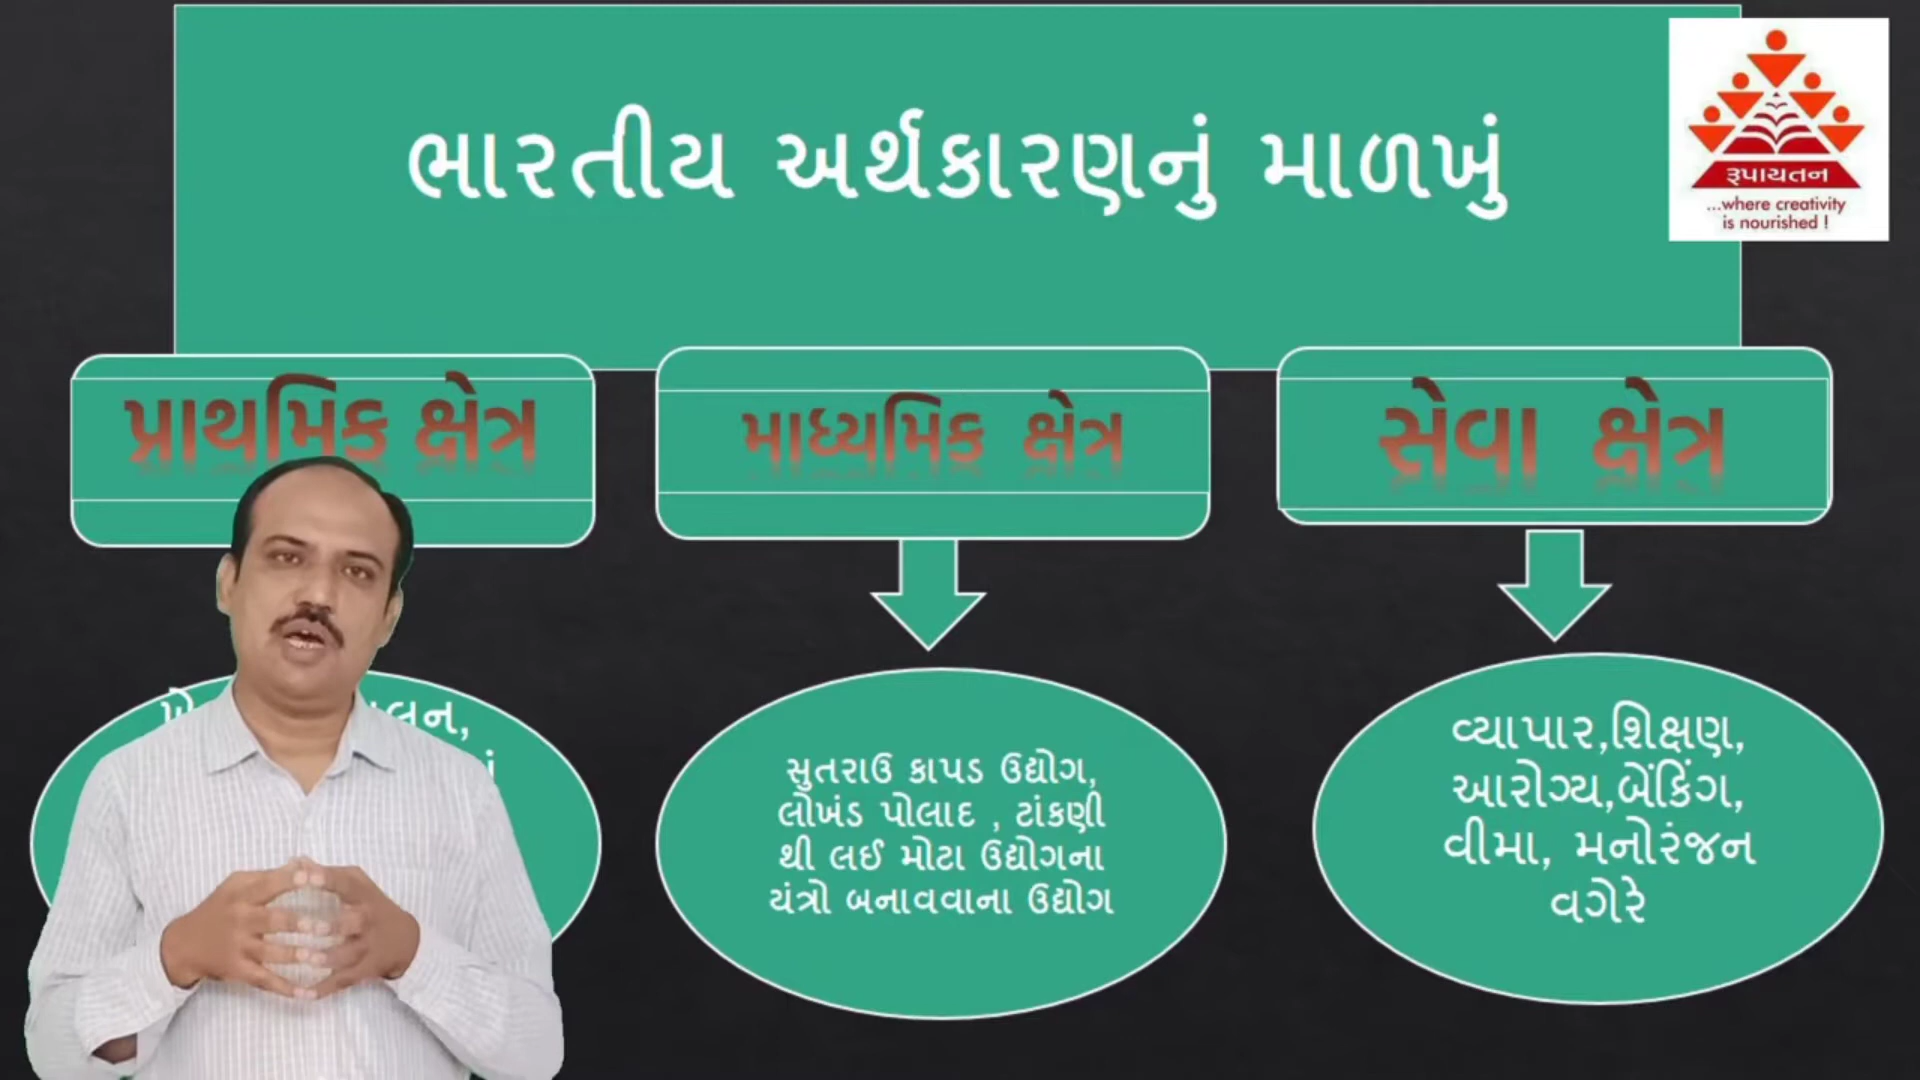 ભારતીય અર્થકારણનું માળખું
રૂપાયતન
...where creativity
is nourished !
પ્રાથમિક ક્ષેત્ર
માધ્યમિક ક્ષેત્ર
સેવા ક્ષેત્ર
સુતરાઉ કાપડ ઉદ્યોગ,
લોખંડ પોલાદ , ટાંકણી
થી લઈ મોટા ઉદ્યોગના
યંત્રો બનાવવાના ઉદ્યોગ
વ્યાપાર,શિક્ષણ,
આરોગ્ય,બેંકિંગ,
વીમા, મનોરંજન
વગેરે